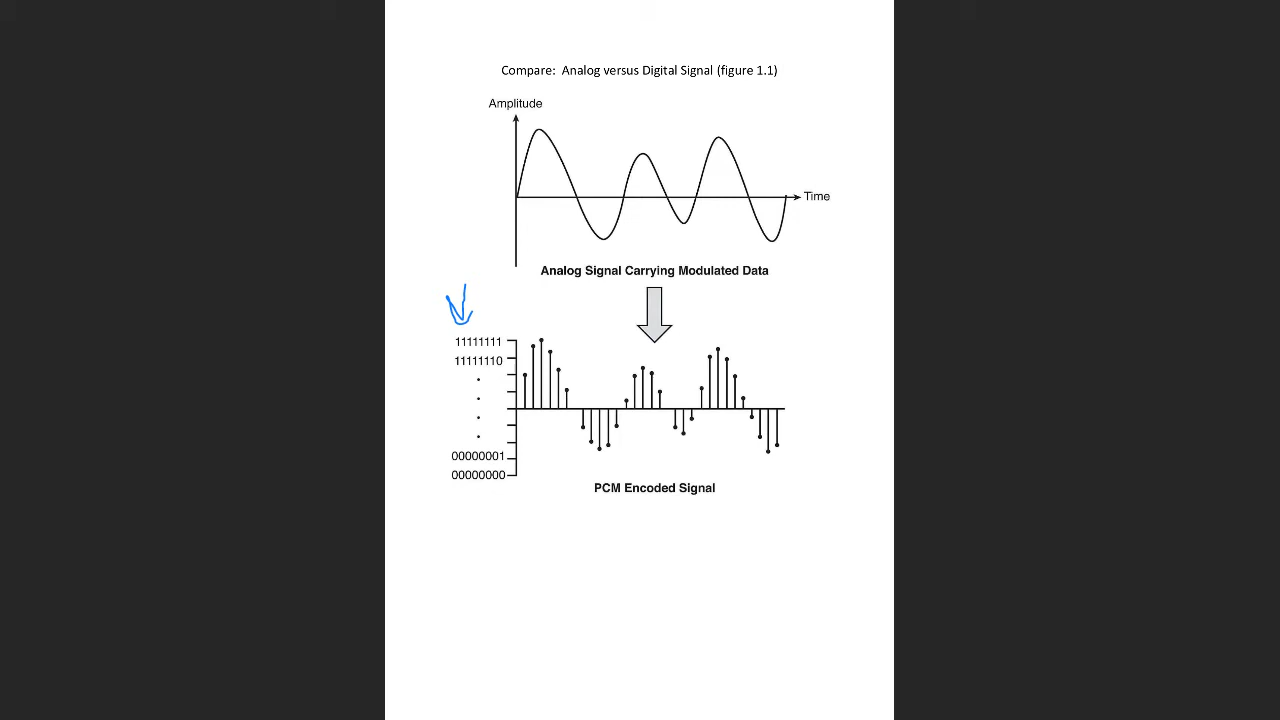 Compare:  Analog versus Digital Signal (figure 1.1)
Amplitude
Time
Analog Signal Carrying Modulated Data
11111111
11111110
00000001
00000000
PCM Encoded Signal